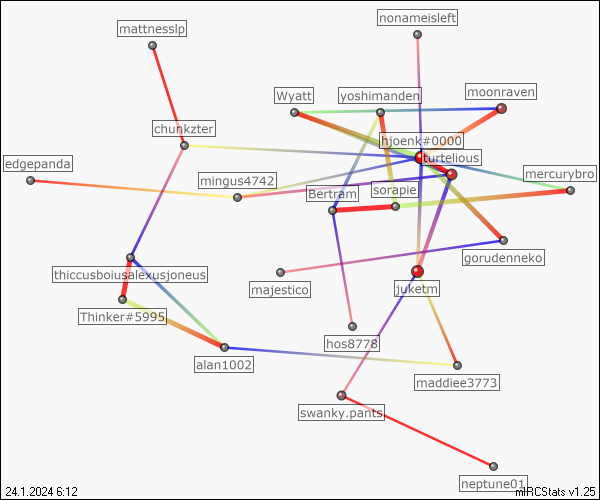 nonameisleft
mattnesslp
moonraven
Wyatt
yoshimanden
chunkzter
hjoenk#0000
turtelious
edgepanda
mercurybro
mingus4742
sorapie
Bertram
gorudenneko
thiccusboiusalexusjoneus
majestico
juketm
Thinker#5995
hos8778
alan1002
maddiee3773
swanky.pants
neptune01
24.1.2024 6:12
mIRCStats v1.25